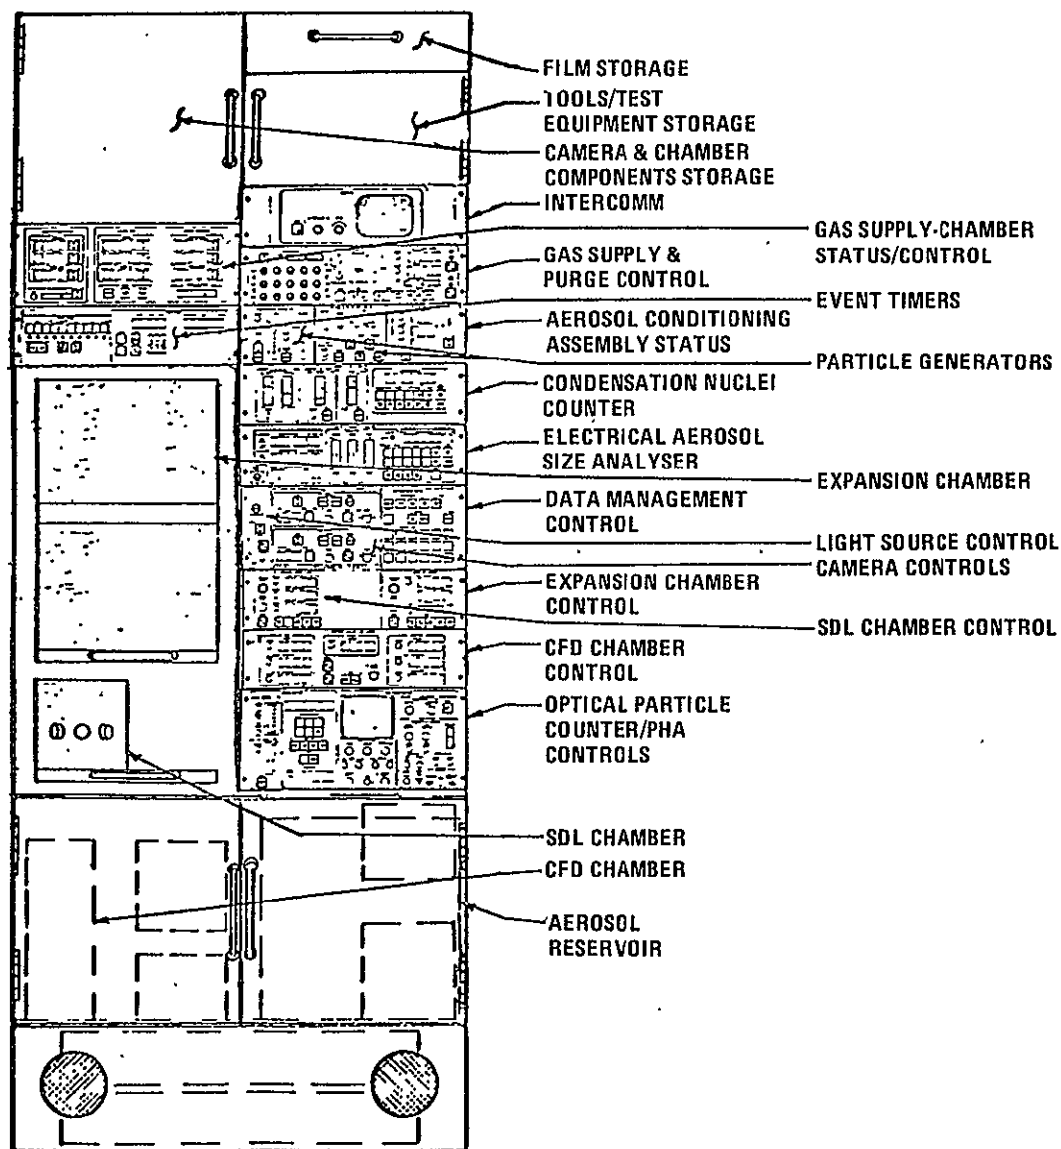 FILM STORAGE
TOOLS/TEST
EQUIPMENT STORAGE
CAMERA & CHAMBER
COMPONENTS STORAGE
INTERCOMM
GAS SUPPLY &
PURGE CONTROL
AEROSOL CONDITIONING
ASSEMBLY STATUS
CONDENSATION NUCLEI
COUNTER
ELECTRICAL AEROSOL
SIZE ANALYSER
DATA MANAGEMENT
CONTROL
EXPANSION CHAMBER
CONTROL
CFD CHAMBER
CONTROL
OPTICAL PARTICLE
COUNTER/PHA
CONTROLS
SDL CHAMBER
CFD CHAMBER
AEROSOL
RESERVOIR
GAS SUPPLY-CHAMBER
STATUS/CONTROL
EVENT TIMERS
PARTICLE GENERATORS
EXPANSION CHAMBER
LIGHT SOURCE CONTROL
CAMERA CONTROLS
SDL CHAMBER CONTROL